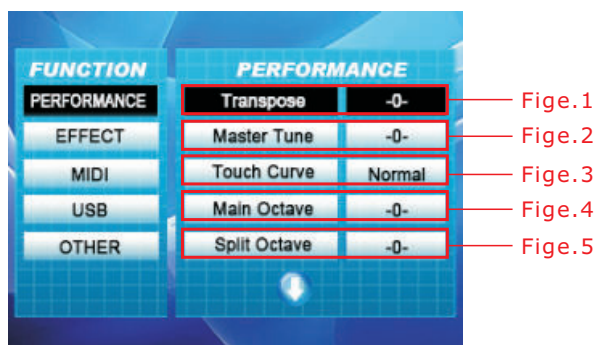 FUNCTION PERFORMANCE
PERFORMANCE Transpose -0- Fige.1
EFFECT Master Tune -0- Fige.2
MIDI Touch Curve Normal Fige.3
USB Main Octave -0- Fige.4
OTHER Split Octave -0- Fige.5